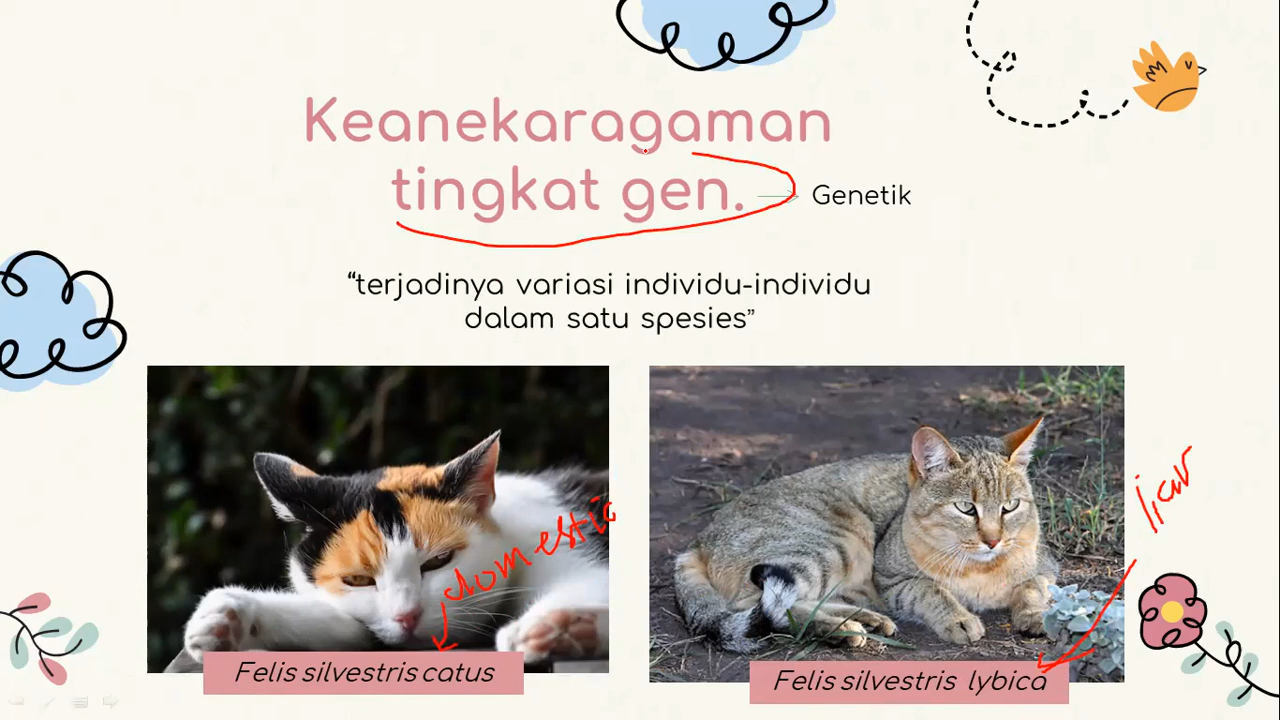 Keanekaragaman
tingkat gen.
Genetik
“terjadinya variasi individu-individu
dalam satu spesies”
domestic
liar
Felis silvestris catus
Felis silvestris lybica